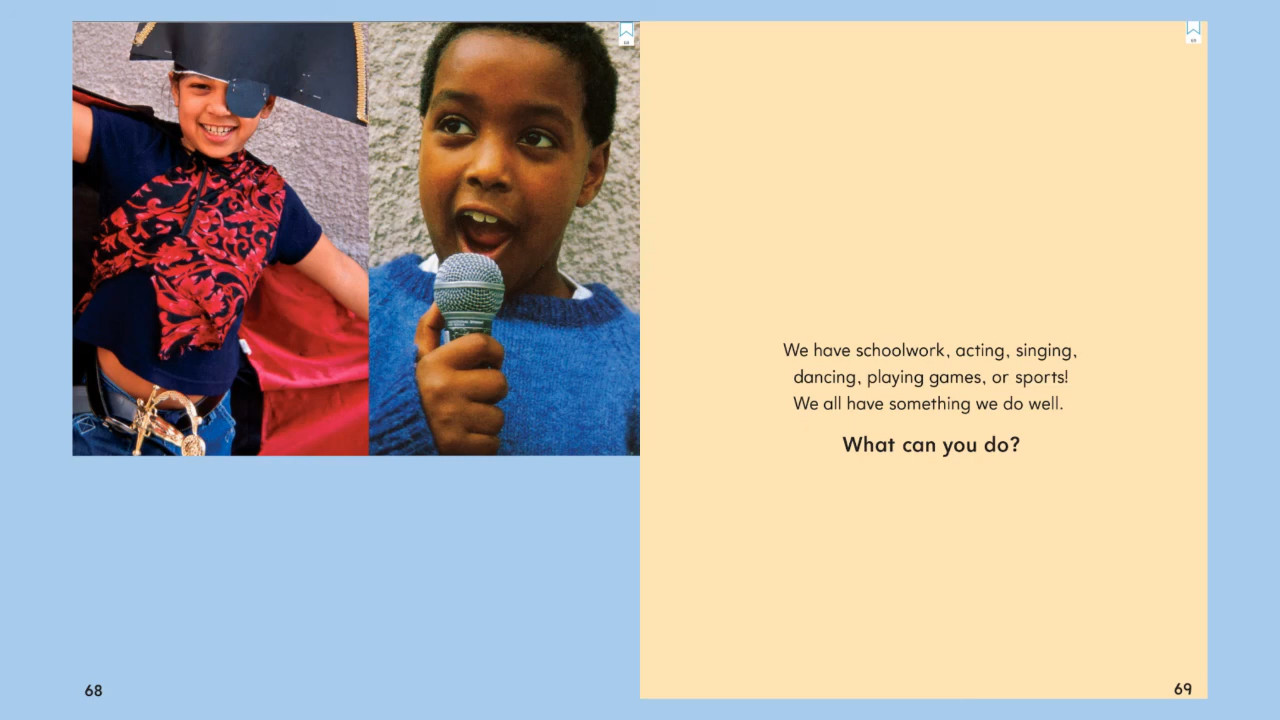 68
We have schoolwork, acting, singing,
dancing, playing games, or sports!
We all have something we do well.
What can you do?
69